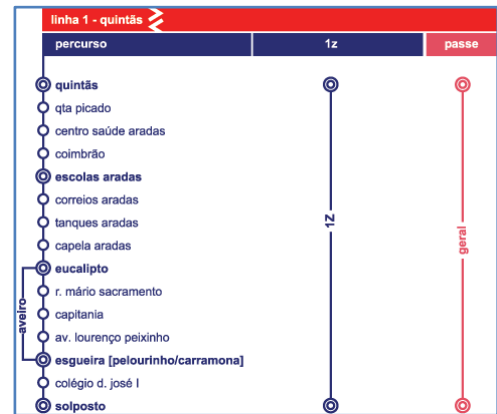 linha 1 - quintãs
percurso 1z passe
quintãs
qta picado
centro saúde aradas
coimbrão
escolas aradas
correios aradas
tanques aradas
capela aradas
eucalipto
r. mário sacramento
capitania
av. lourenço peixinho
esgueira [pelourinho/carramona]
colégio d. josé I
solposto
aveiro
1Z
geral